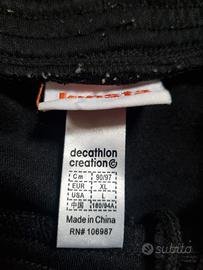 decathlon
creation
Cm 90/97
EUR XL
USA L
中国 180/94A
Made in China
RN# 106987
subito